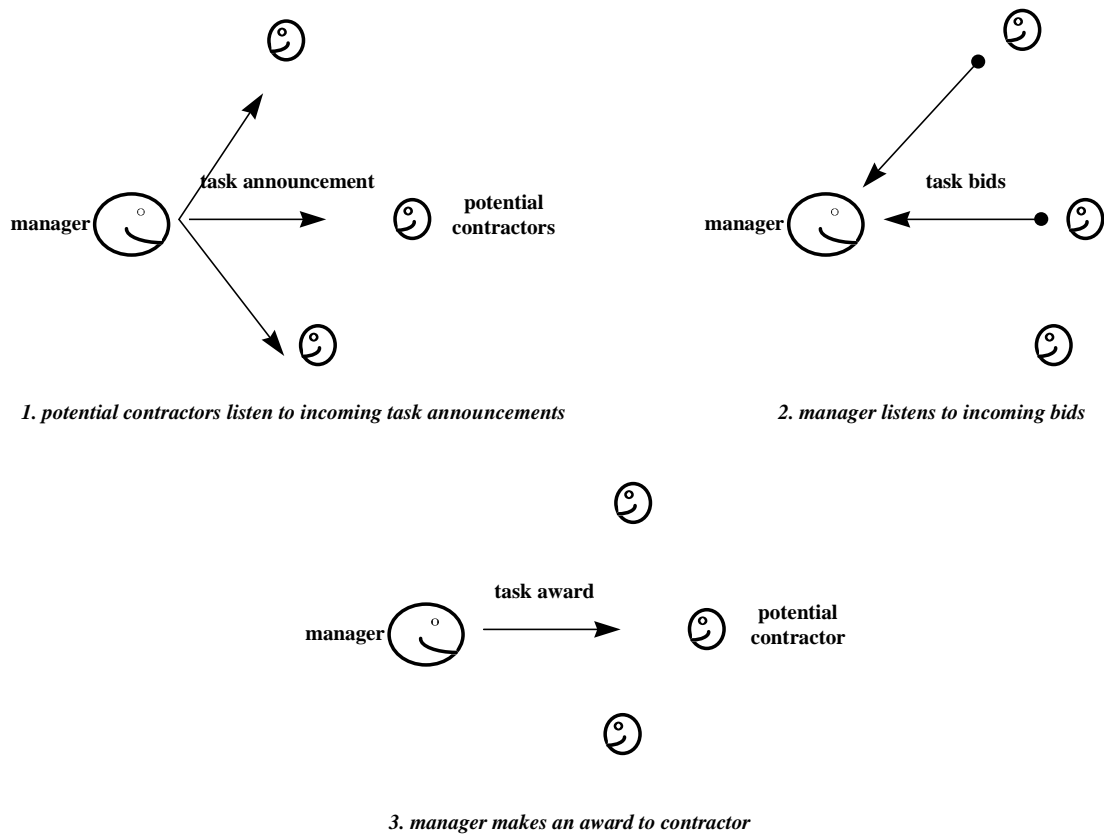 task announcement
manager
potential
contractors
1. potential contractors listen to incoming task announcements
task bids
manager
2. manager listens to incoming bids
task award
manager
potential
contractor
3. manager makes an award to contractor